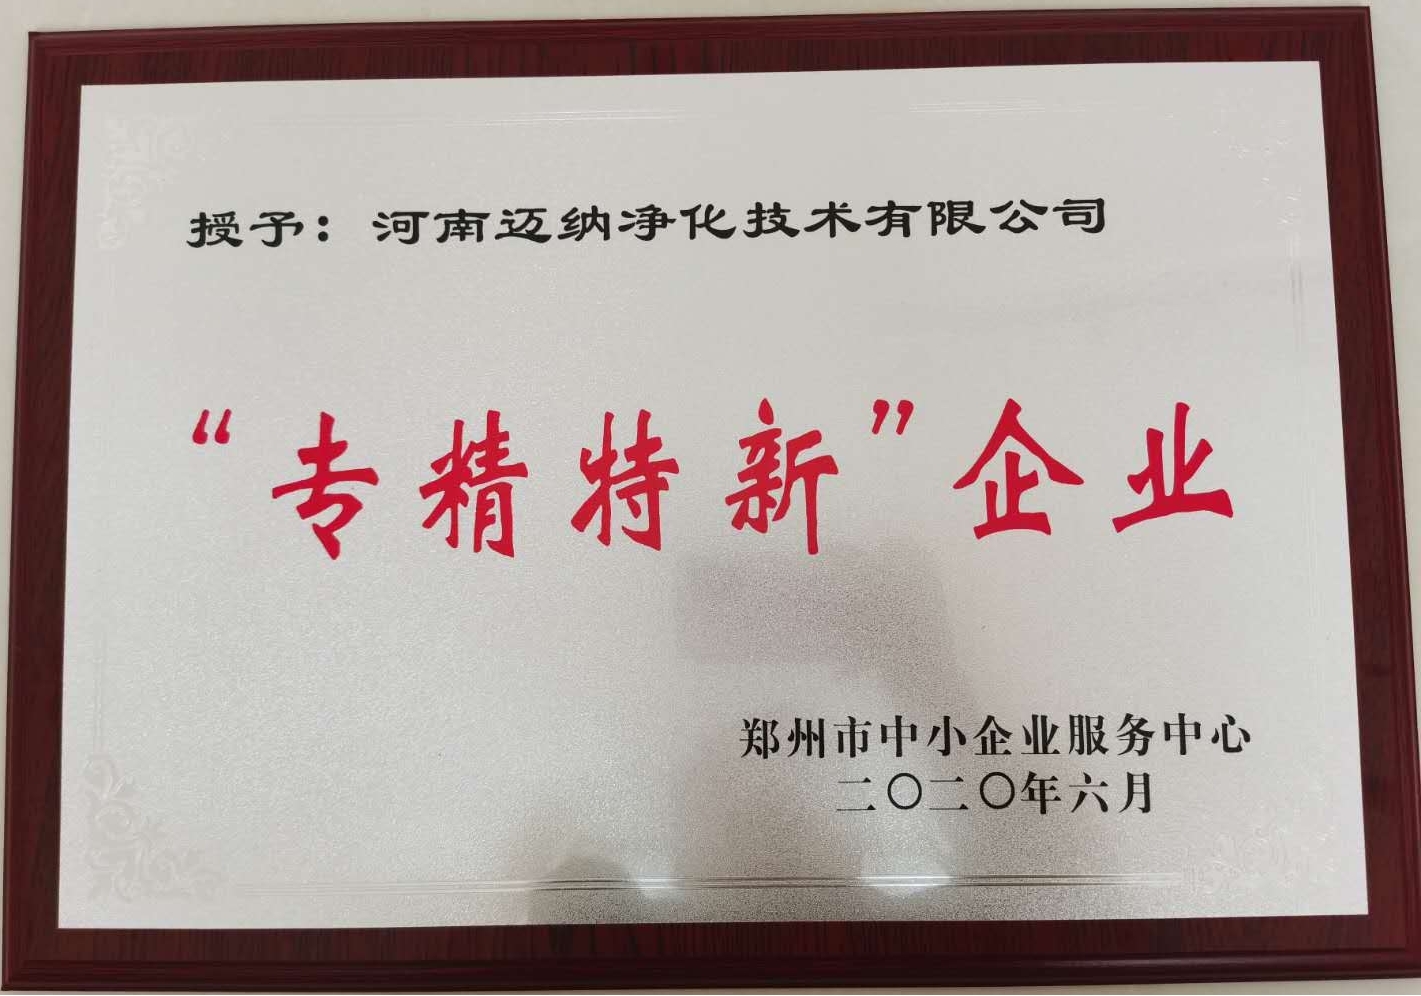 授予：河南迈纳净化技术有限公司
“专精特新”企业
郑州市中小企业服务中心
二〇二〇年六月